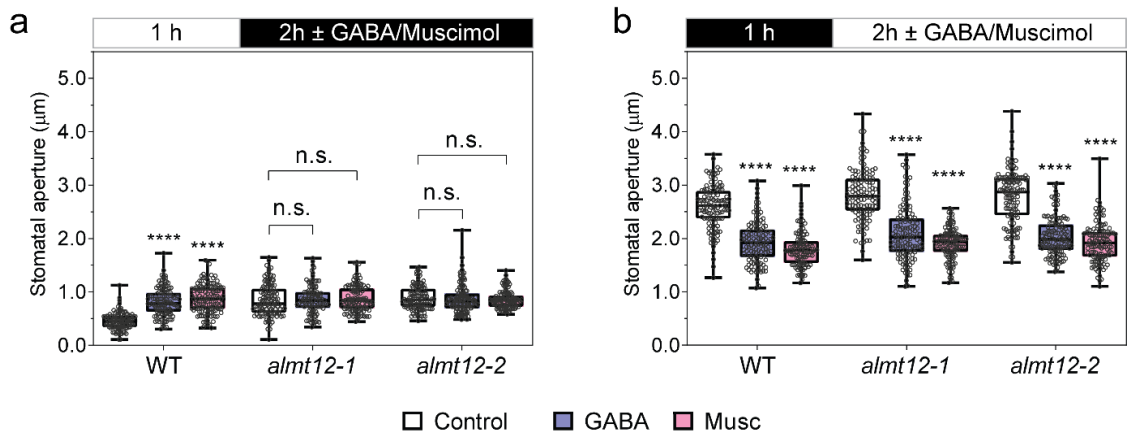 a
1 h 2h ± GABA/Muscimol
Stomatal aperture (μm)
5.0
4.0
3.0
2.0
1.0
0.0
**** ****
n.s.
n.s.
n.s.
n.s.
WT almt12-1 almt12-2
b
1 h 2h ± GABA/Muscimol
Stomatal aperture (μm)
5.0
4.0
3.0
2.0
1.0
0.0
**** ****
**** ****
**** ****
WT almt12-1 almt12-2
Control GABA Musc